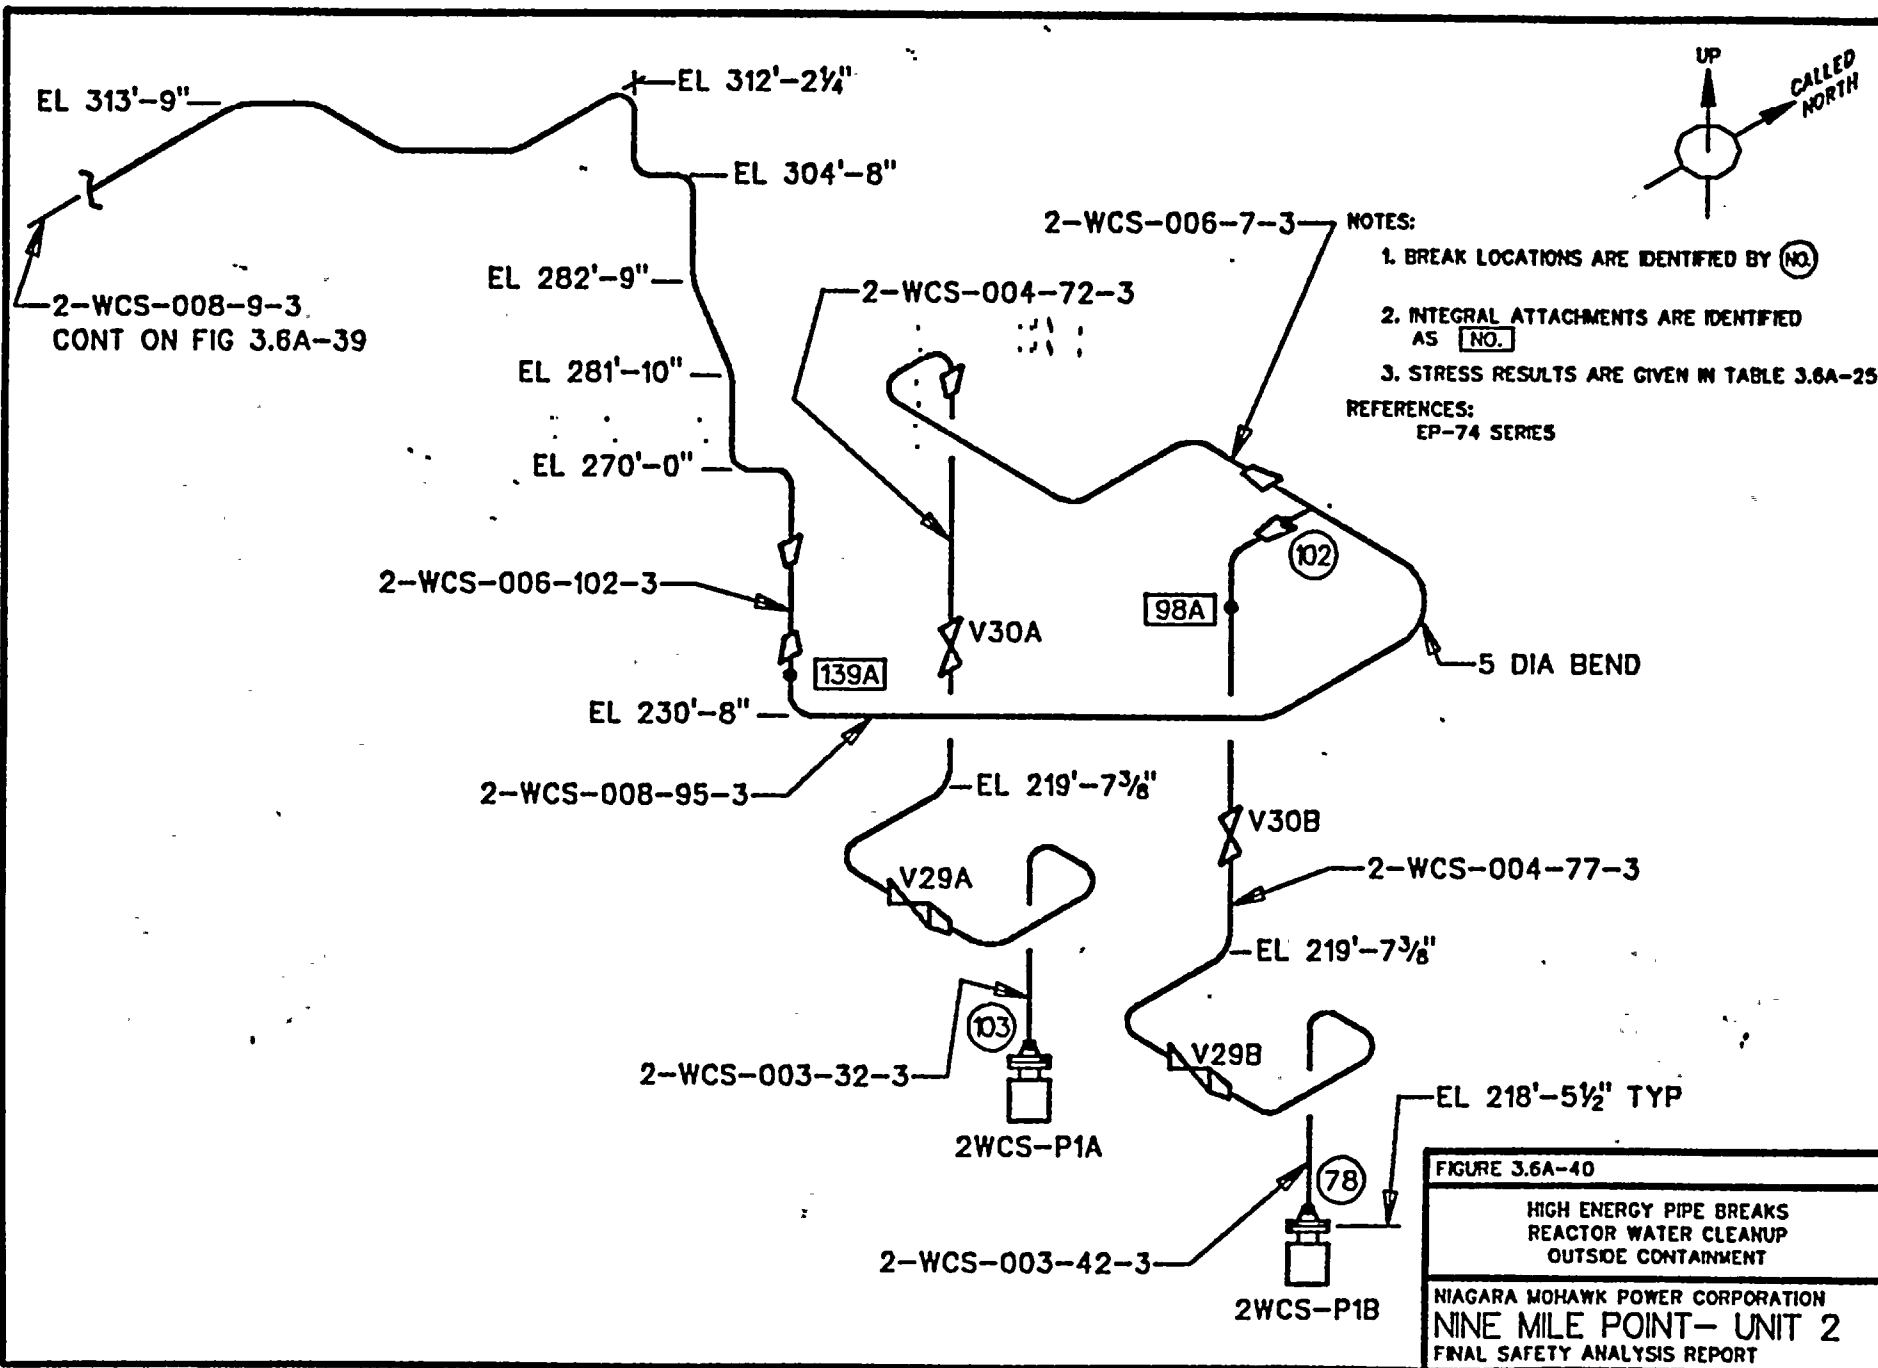 UP
CALLED
NORTH
EL 312'-2¼"
EL 313'-9"
EL 304'-8"
2-WCS-006-7-3
NOTES:
1. BREAK LOCATIONS ARE IDENTIFIED BY NO.
2. INTEGRAL ATTACHMENTS ARE IDENTIFIED
AS NO.
3. STRESS RESULTS ARE GIVEN IN TABLE 3.6A-25
REFERENCES:
EP-74 SERIES
EL 282'-9"
2-WCS-004-72-3
2-WCS-008-9-3
CONT ON FIG 3.6A-39
EL 281'-10"
EL 270'-0"
102
2-WCS-006-102-3
98A
V30A
139A
5 DIA BEND
EL 230'-8"
2-WCS-008-95-3
EL 219'-7⅜"
V30B
V29A
2-WCS-004-77-3
EL 219'-7⅜"
103
V29B
2-WCS-003-32-3
EL 218'-5½" TYP
2WCS-P1A
78
2-WCS-003-42-3
2WCS-P1B
FIGURE 3.6A-40
HIGH ENERGY PIPE BREAKS
REACTOR WATER CLEANUP
OUTSIDE CONTAINMENT
NIAGARA MOHAWK POWER CORPORATION
NINE MILE POINT- UNIT 2
FINAL SAFETY ANALYSIS REPORT